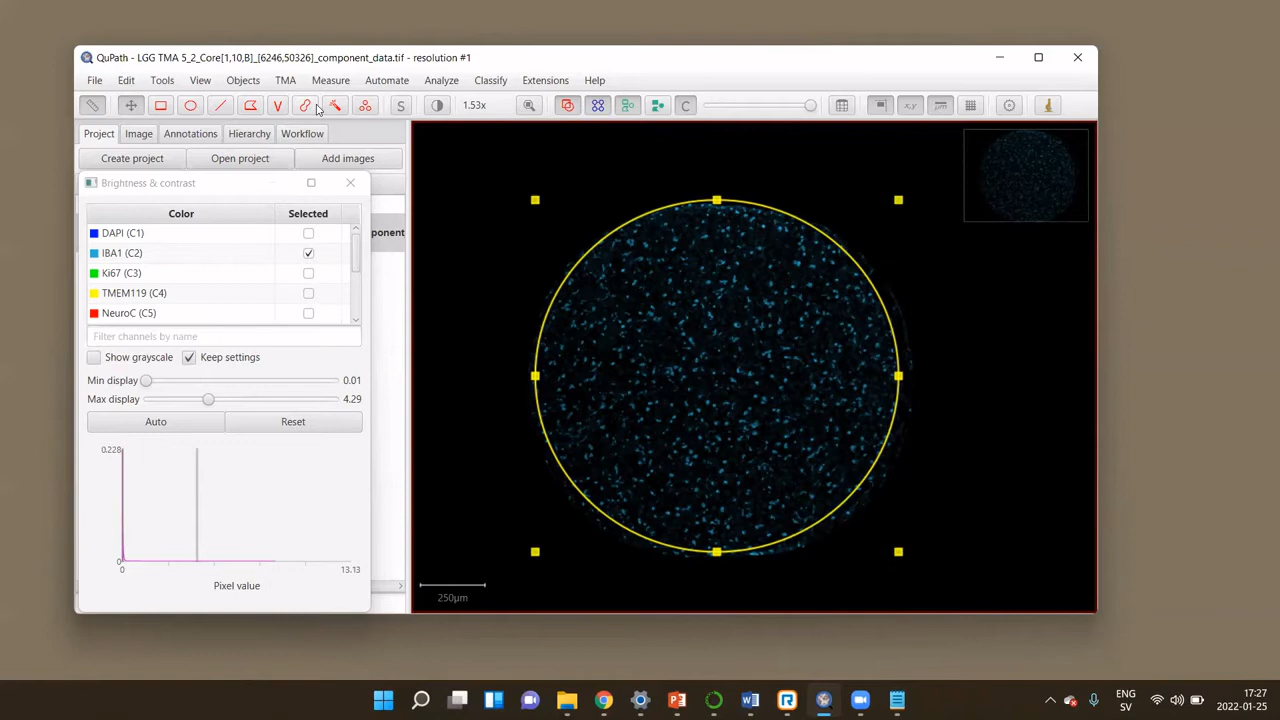 QuPath - LGG TMA 5_2_Core[1,10,B]_[6246,50326]_component_data.tif - resolution #1
File Edit Tools View Objects TMA Measure Automate Analyze Classify Extensions Help
V S 1.53x C x,y μm
Project Image Annotations Hierarchy Workflow
Create project Open project Add images
Brightness & contrast
Color Selected
DAPI (C1)
ponent
IBA1 (C2)
Ki67 (C3)
TMEM119 (C4)
NeuroC (C5)
Filter channels by name
Show grayscale Keep settings
Min display 0.01
Max display 4.29
Auto Reset
0.228
0
0 13.13
Pixel value
250μm
ENG
SV
17:27
2022-01-25